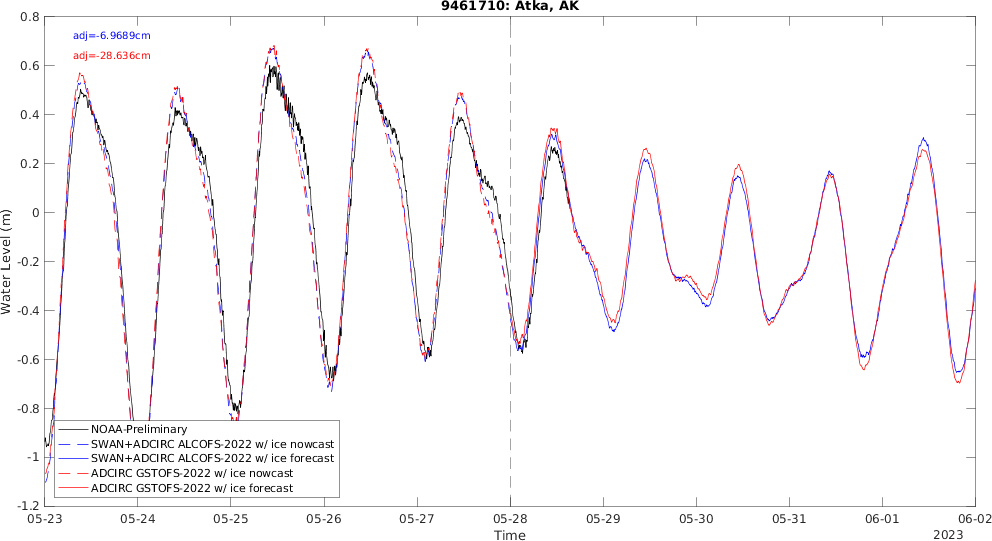 9461710: Atka, AK
adj=-6.9689cm
adj=-28.636cm
Water Level (m)
0.8
0.6
0.4
0.2
0
-0.2
-0.4
-0.6
-0.8
-1
-1.2
NOAA-Preliminary
SWAN+ADCIRC ALCOFS-2022 w/ ice nowcast
SWAN+ADCIRC ALCOFS-2022 w/ ice forecast
ADCIRC GSTOFS-2022 w/ ice nowcast
ADCIRC GSTOFS-2022 w/ ice forecast
05-23 05-24 05-25 05-26 05-27 05-28 05-29 05-30 05-31 06-01 06-02
Time
2023